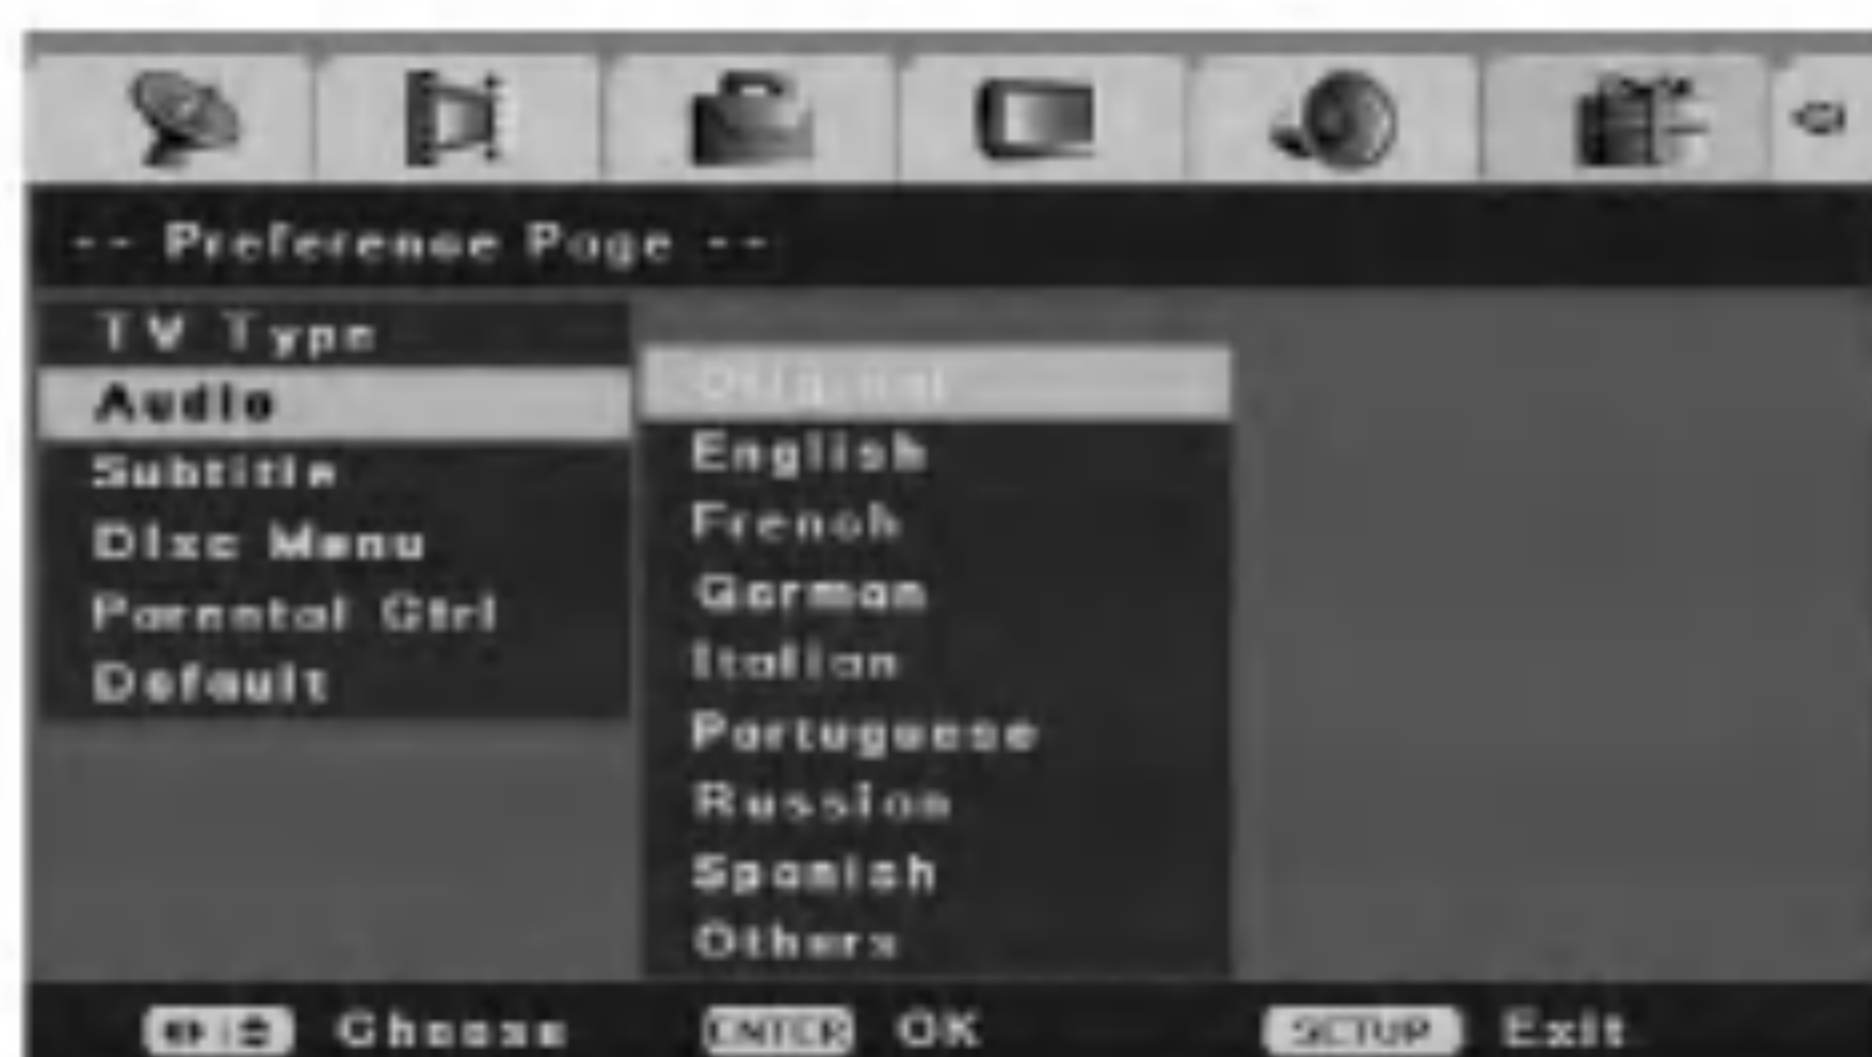 -- Preference Page --
TV Type
Audio
Subtitle
Disc Menu
Parental Ctrl
Default
Original
English
French
German
Italian
Portuguese
Russian
Spanish
Others
Choose
ENTER OK
SETUP Exit